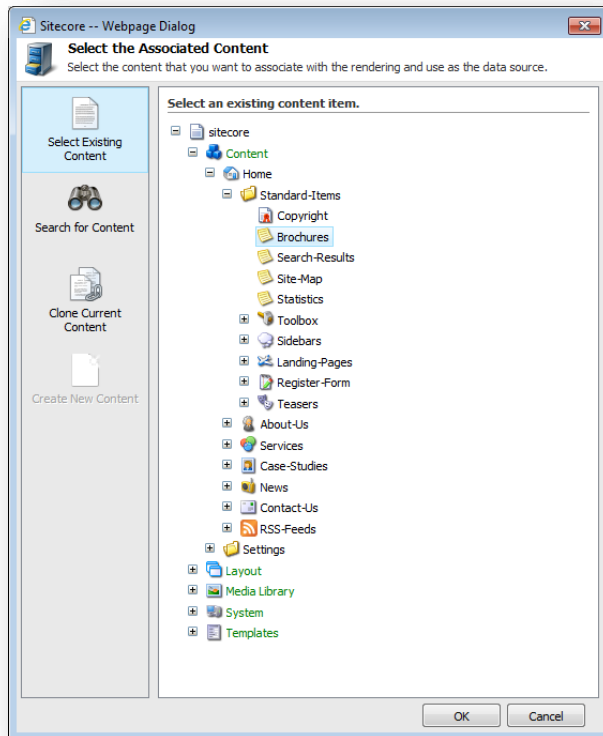 Sitecore -- Webpage Dialog
Select the Associated Content
Select the content that you want to associate with the rendering and use as the data source.
Select Existing
Content
Search for Content
Clone Current
Content
Create New Content
Select an existing content item.
sitecore
Content
Home
Standard-Items
Copyright
Brochures
Search-Results
Site-Map
Statistics
Toolbox
Sidebars
Landing-Pages
Register-Form
Teasers
About-Us
Services
Case-Studies
News
Contact-Us
RSS-Feeds
Settings
Layout
Media Library
System
Templates
OK
Cancel